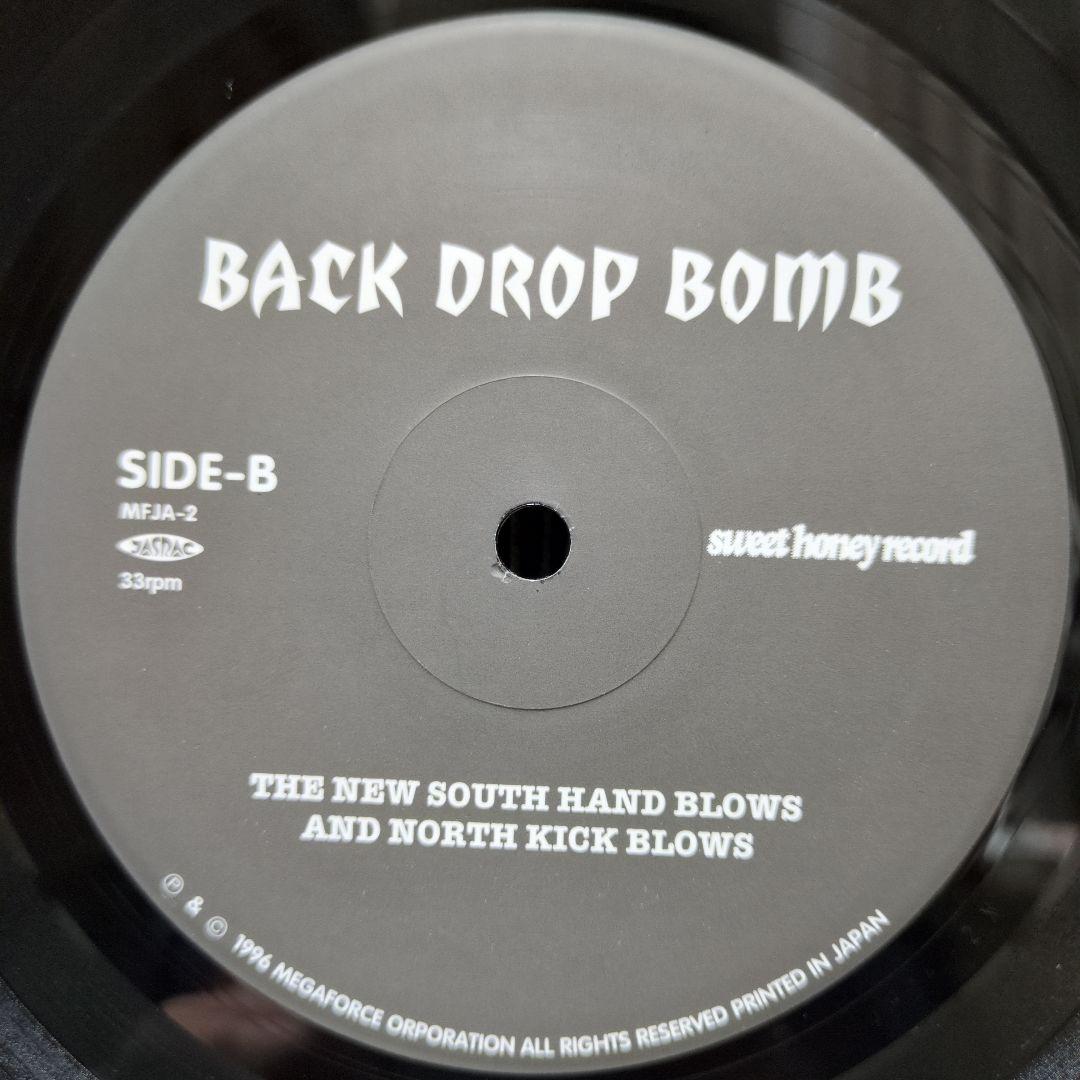 BACK DROP BOMB
SIDE-B
MFJA-2
JASRAC
33rpm
sweet honey record
THE NEW SOUTH HAND BLOWS
AND NORTH KICK BLOWS
Ⓟ & © 1996 MEGAFORCE ORPORATION ALL RIGHTS RESERVED PRINTED IN JAPAN